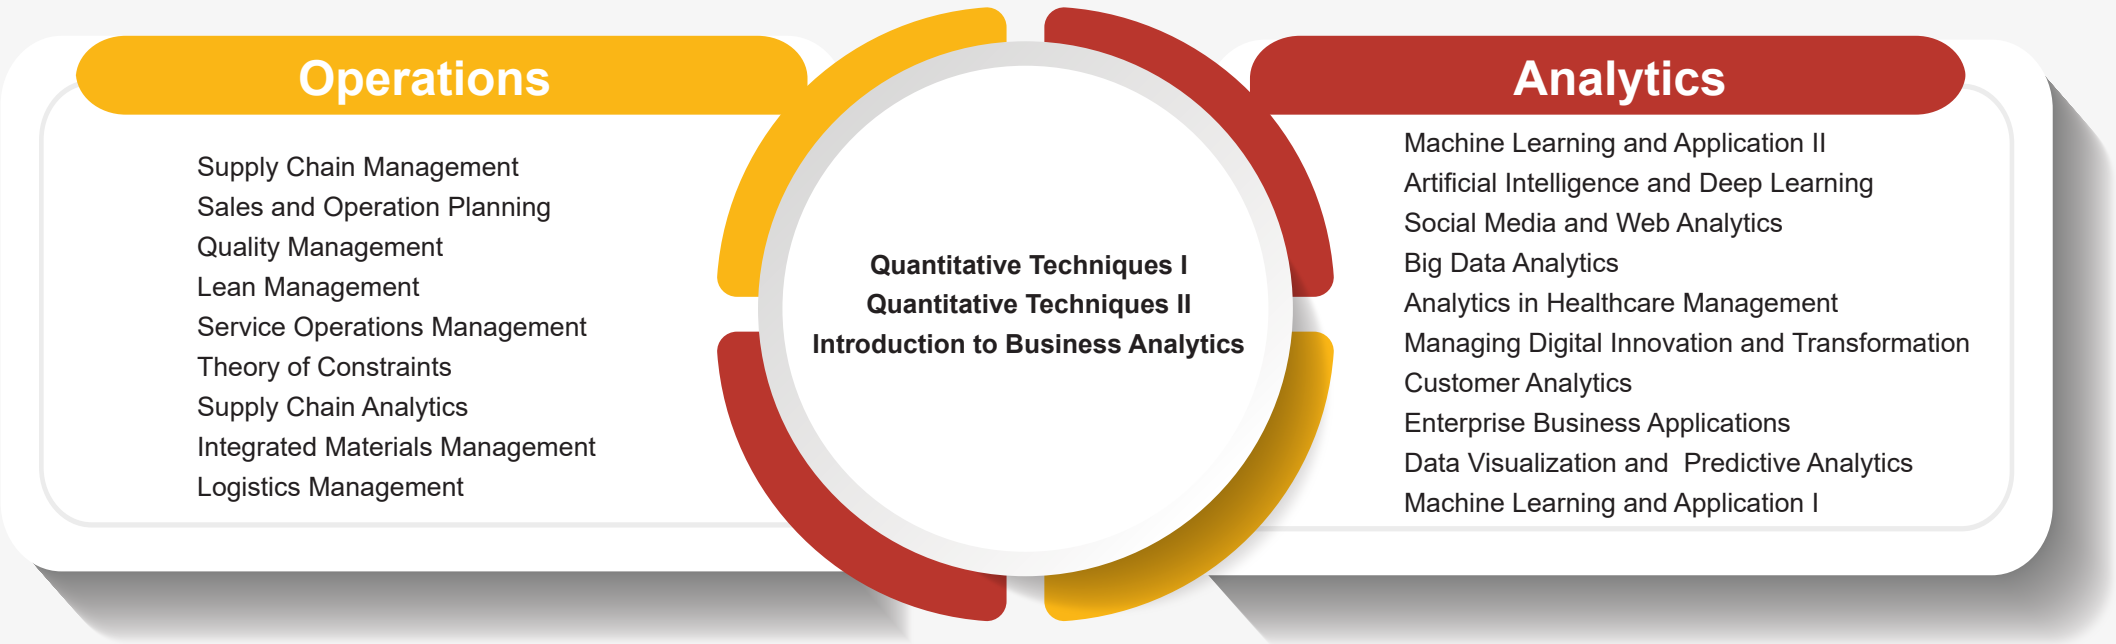 Operations
Supply Chain Management
Sales and Operation Planning
Quality Management
Lean Management
Service Operations Management
Theory of Constraints
Supply Chain Analytics
Integrated Materials Management
Logistics Management
Quantitative Techniques I
Quantitative Techniques II
Introduction to Business Analytics
Analytics
Machine Learning and Application II
Artificial Intelligence and Deep Learning
Social Media and Web Analytics
Big Data Analytics
Analytics in Healthcare Management
Managing Digital Innovation and Transformation
Customer Analytics
Enterprise Business Applications
Data Visualization and  Predictive Analytics
Machine Learning and Application I